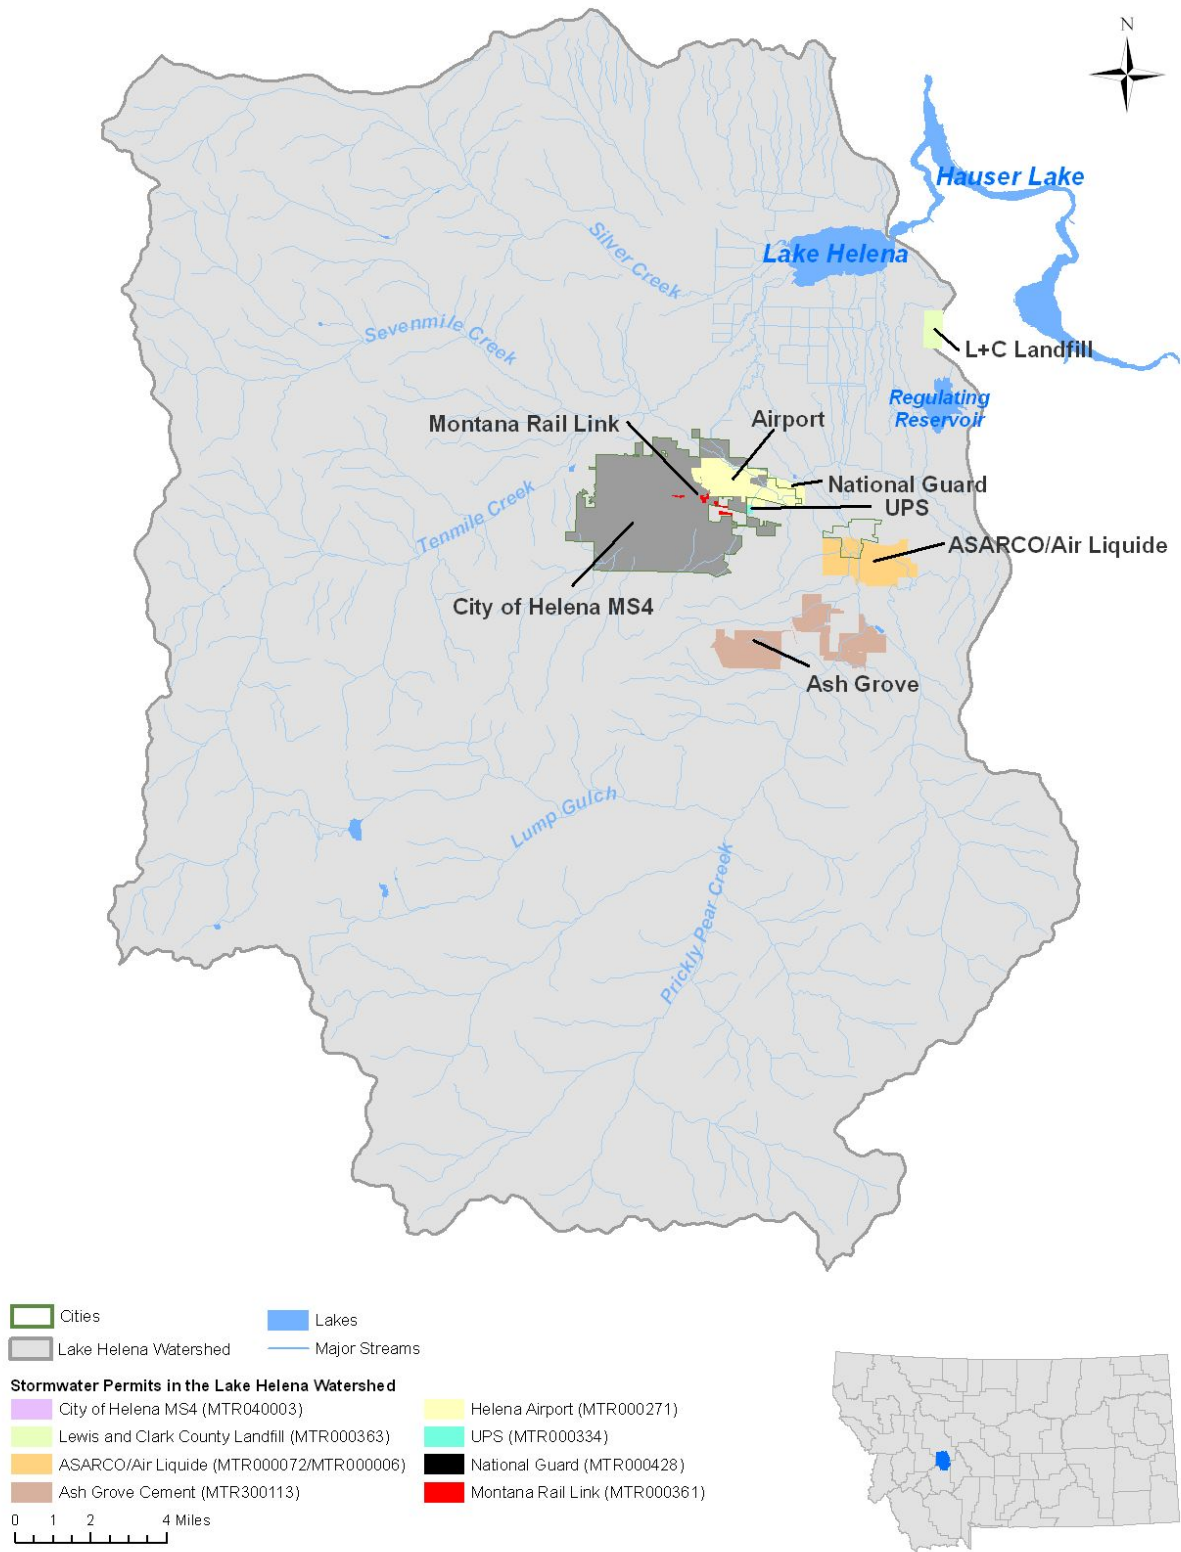 N
Hauser Lake
Lake Helena
Silver Creek
Sevenmile Creek
L+C Landfill
Regulating
Reservoir
Montana Rail Link
Airport
National Guard
UPS
Tenmile Creek
ASARCO/Air Liquide
City of Helena MS4
Ash Grove
Lump Gulch
Prickly Pear Creek
Cities
Lakes
Lake Helena Watershed
Major Streams
Stormwater Permits in the Lake Helena Watershed
City of Helena MS4 (MTR040003)
Helena Airport (MTR000271)
Lewis and Clark County Landfill (MTR000363)
UPS (MTR000334)
ASARCO/Air Liquide (MTR000072/MTR000006)
National Guard (MTR000428)
Ash Grove Cement (MTR300113)
Montana Rail Link (MTR000361)
0 1 2 4 Miles